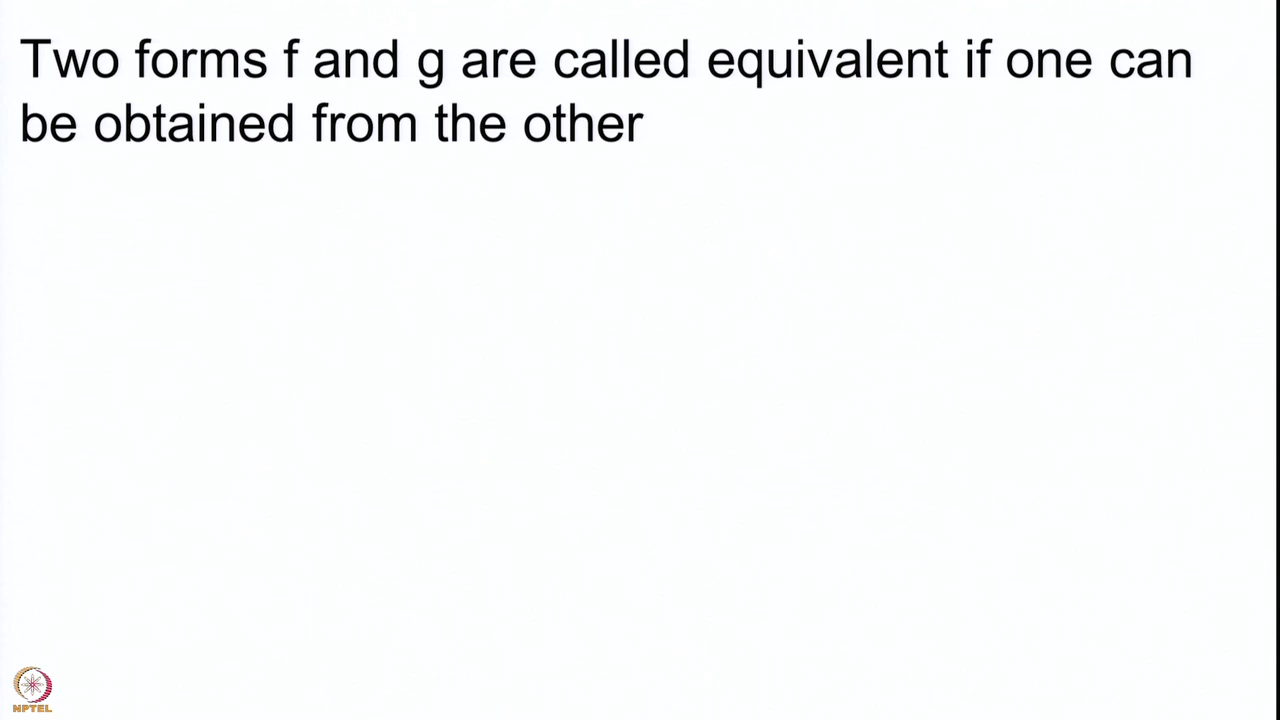 Two forms f and g are called equivalent if one can
be obtained from the other
NPTEL